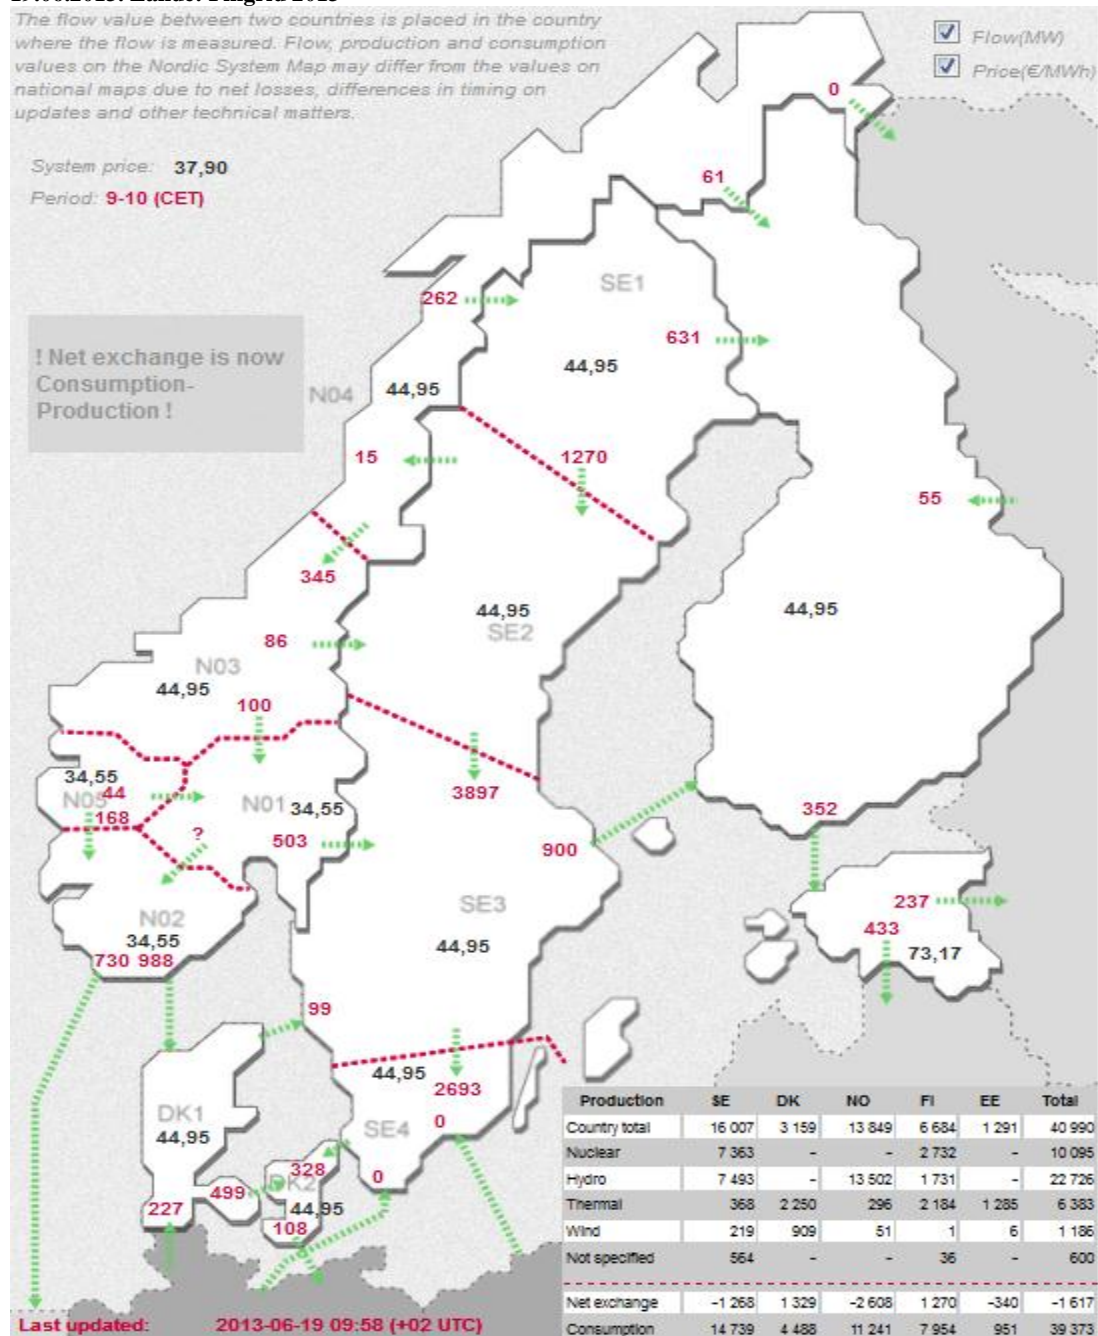 The flow value between two countries is placed in the country
where the flow is measured. Flow, production and consumption
values on the Nordic System Map may differ from the values on
national maps due to net losses, differences in timing on
updates and other technical matters.
Flow(MW)
Price(€/MWh)
System price: 37,90
Period: 9-10 (CET)
0
61
SE1
262
631
! Net exchange is now
Consumption-
Production !
44,95
44,95
N04
15
1270
55
345
44,95
44,95
SE2
86
N03
44,95
100
34,55
44
N05
168
N01
34,55
3897
352
?
503
900
SE3
237
N02
34,55
433
44,95
73,17
730 988
99
44,95
2693
DK1
44,95
SE4
0
328
DK2
0
499
44,95
227
108
Production SE DK NO FI EE Total
Country total 16 007 3 159 13 849 6 684 1 291 40 990
Nuclear 7 363 - - 2 732 - 10 095
Hydro 7 493 - 13 502 1 731 - 22 726
Thermal 368 2 250 296 2 184 1 285 6 383
Wind 219 909 51 1 6 1 186
Not specified 564 - - 36 - 600
Net exchange -1 268 1 329 -2 608 1 270 -340 -1 617
Consumption 14 739 4 488 11 241 7 954 951 39 373
Last updated: 2013-06-19 09:58 (+02 UTC)